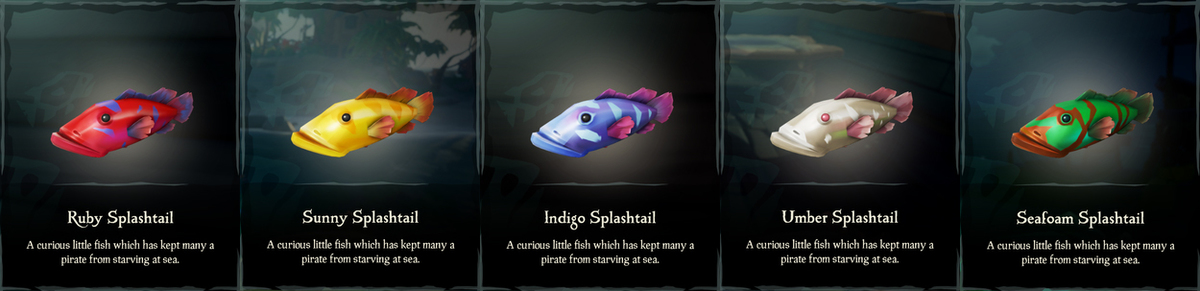 Ruby Splashtail
A curious little fish which has kept many a
pirate from starving at sea.
Sunny Splashtail
A curious little fish which has kept many a
pirate from starving at sea.
Indigo Splashtail
A curious little fish which has kept many a
pirate from starving at sea.
Umber Splashtail
A curious little fish which has kept many a
pirate from starving at sea.
Seafoam Splashtail
A curious little fish which has kept many a
pirate from starving at sea.